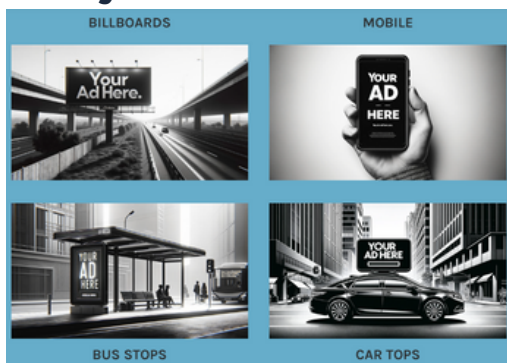 BILLBOARDS
MOBILE
Your
Ad Here.
YOUR
AD
HERE
YOUR
AD
HERE
YOUR
AD HERE
BUS STOPS
CAR TOPS